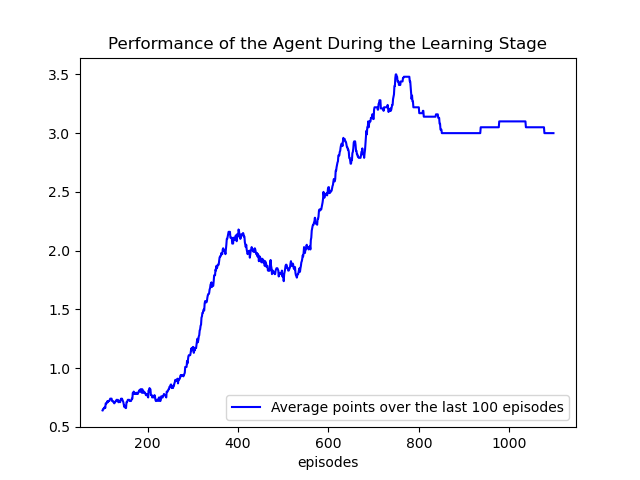 Performance of the Agent During the Learning Stage
3.5
3.0
2.5
2.0
1.5
1.0
0.5
Average points over the last 100 episodes
200 400 600 800 1000
episodes